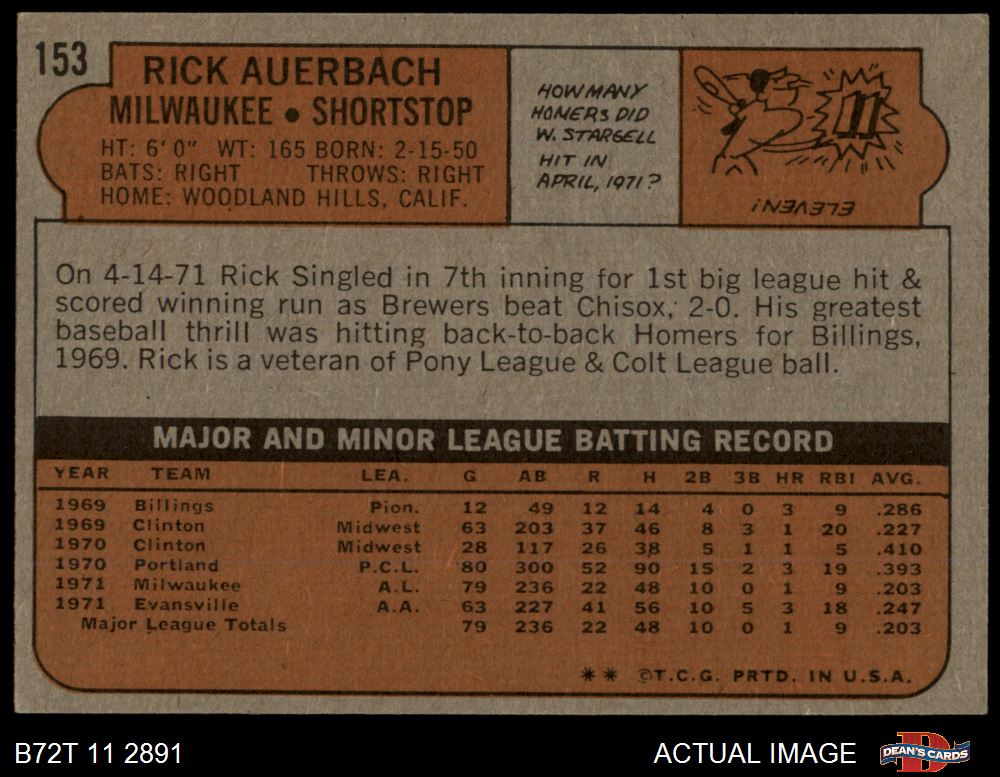 153
RICK AUERBACH
MILWAUKEE • SHORTSTOP
HT: 6' 0" WT: 165 BORN: 2-15-50
BATS: RIGHT THROWS: RIGHT
HOME: WOODLAND HILLS, CALIF.
HOW MANY
HOMERS DID
W. STARGELL
HIT IN
APRIL, 1971?
11
ELEVEN!
On 4-14-71 Rick Singled in 7th inning for 1st big league hit &
scored winning run as Brewers beat Chisox, 2-0. His greatest
baseball thrill was hitting back-to-back Homers for Billings,
1969. Rick is a veteran of Pony League & Colt League ball.
MAJOR AND MINOR LEAGUE BATTING RECORD
YEAR TEAM LEA. G AB R H 2B 3B HR RBI AVG.
1969 Billings Pion. 12 49 12 14 4 0 3 9 .286
1969 Clinton Midwest 63 203 37 46 8 3 1 20 .227
1970 Clinton Midwest 28 117 26 38 5 1 1 5 .410
1970 Portland P.C.L. 80 300 52 90 15 2 3 19 .393
1971 Milwaukee A.L. 79 236 22 48 10 0 1 9 .203
1971 Evansville A.A. 63 227 41 56 10 5 3 18 .247
Major League Totals 79 236 22 48 10 0 1 9 .203
** ©T.C.G. PRTD. IN U.S.A.
B72T 11 2891
ACTUAL IMAGE
DEAN'S CARDS